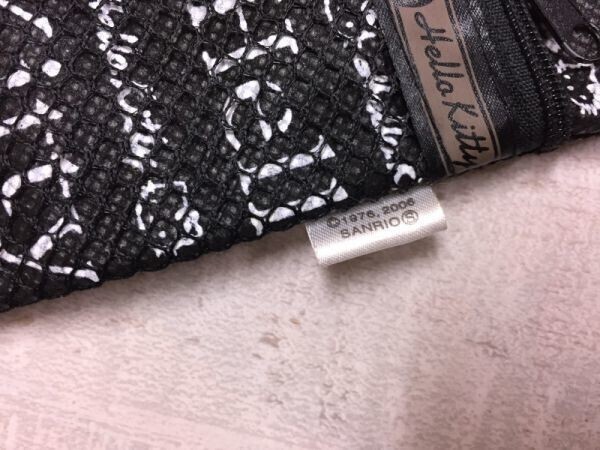 Hello Kitty
©1976, 2006
SANRIO Ⓢ